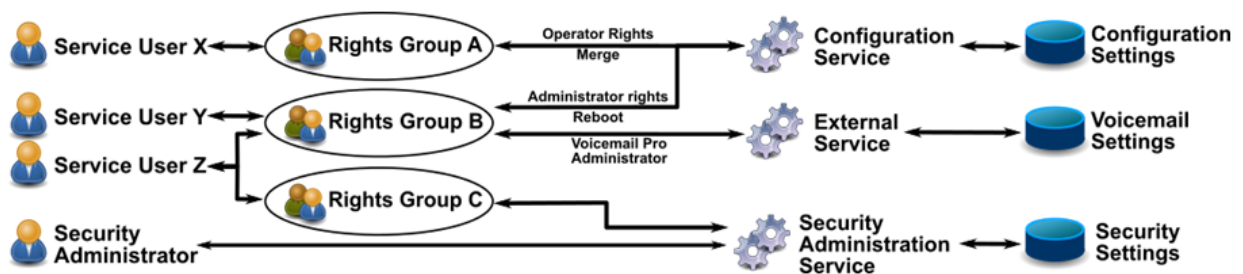 Service User X
Rights Group A
Operator Rights
Merge
Configuration
Service
Configuration
Settings
Service User Y
Rights Group B
Administrator rights
Reboot
Voicemail Pro
Administrator
External
Service
Voicemail
Settings
Service User Z
Rights Group C
Security
Administrator
Security
Administration
Service
Security
Settings